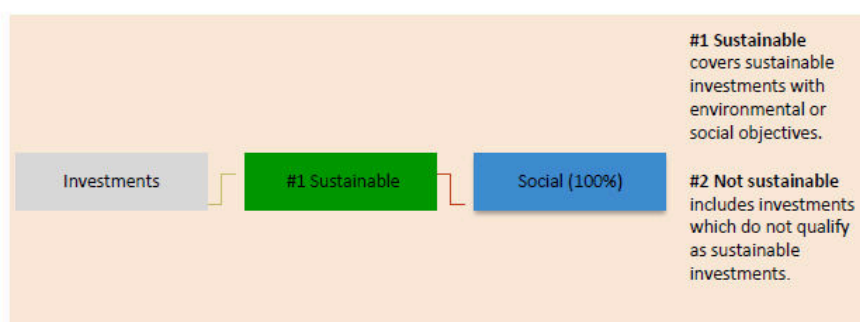 Investments
#1 Sustainable
Social (100%)
#1 Sustainable
covers sustainable
investments with
environmental or
social objectives.
#2 Not sustainable
includes investments
which do not qualify
as sustainable
investments.